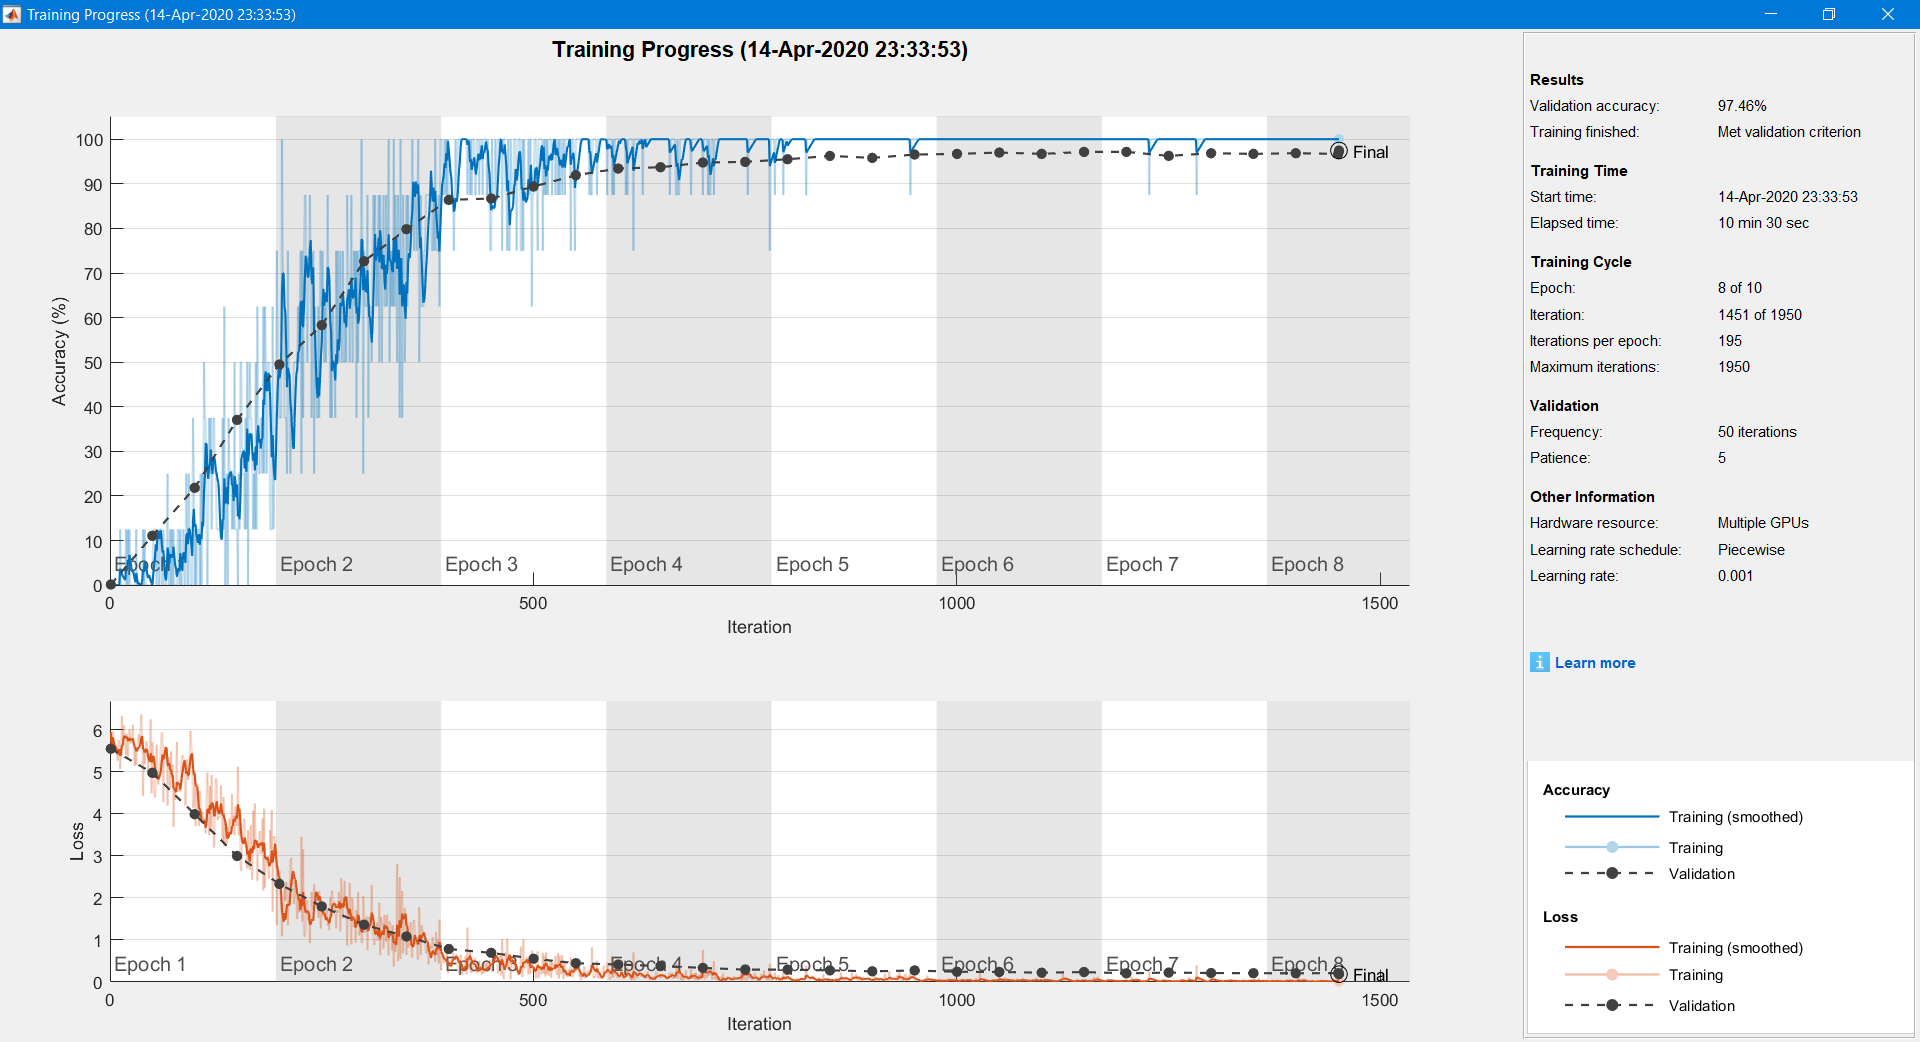 Training Progress (14-Apr-2020 23:33:53)
Training Progress (14-Apr-2020 23:33:53)
100
90
80
70
60
50
40
30
20
10
0
Accuracy (%)
Final
Epoch 1
Epoch 2
Epoch 3
Epoch 4
Epoch 5
Epoch 6
Epoch 7
Epoch 8
0
500
1000
1500
Iteration
6
5
4
3
2
1
0
Loss
Final
Epoch 1
Epoch 2
Epoch 3
Epoch 4
Epoch 5
Epoch 6
Epoch 7
Epoch 8
0
500
1000
1500
Iteration
Results
Validation accuracy: 97.46%
Training finished: Met validation criterion
Training Time
Start time: 14-Apr-2020 23:33:53
Elapsed time: 10 min 30 sec
Training Cycle
Epoch: 8 of 10
Iteration: 1451 of 1950
Iterations per epoch: 195
Maximum iterations: 1950
Validation
Frequency: 50 iterations
Patience: 5
Other Information
Hardware resource: Multiple GPUs
Learning rate schedule: Piecewise
Learning rate: 0.001
i Learn more
Accuracy
Training (smoothed)
Training
Validation
Loss
Training (smoothed)
Training
Validation